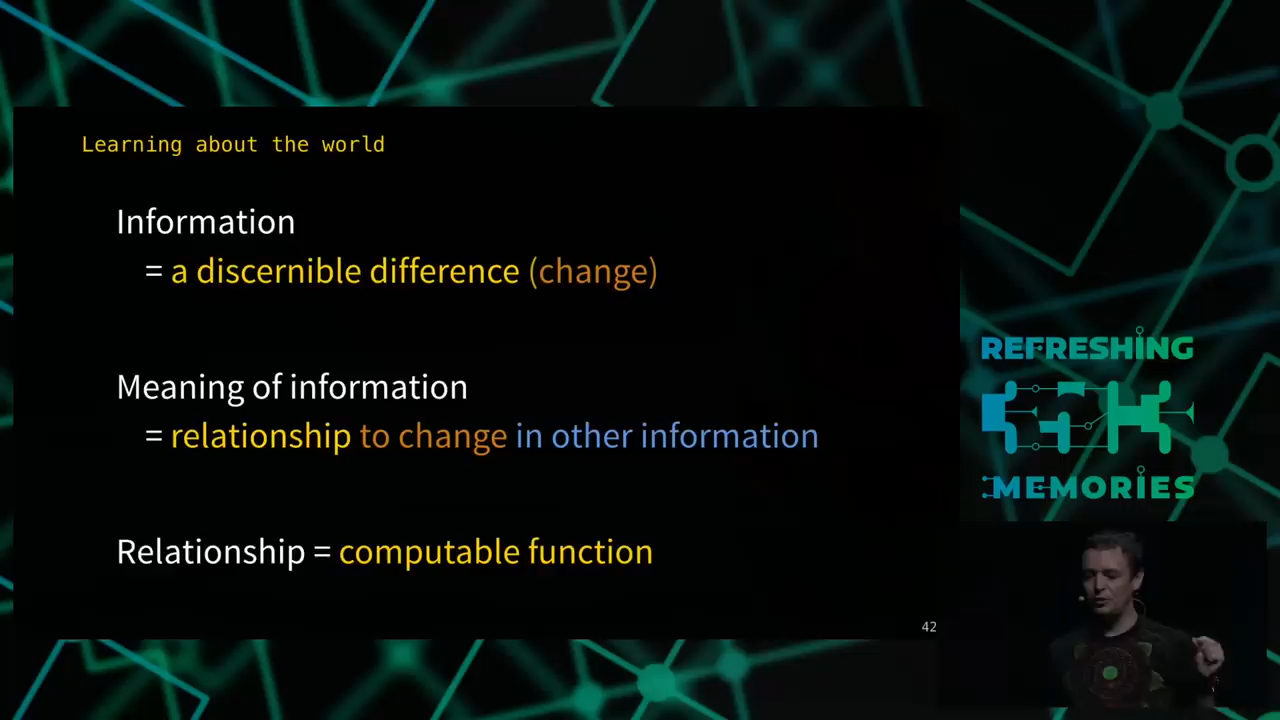 Learning about the world
Information
= a discernible difference (change)
Meaning of information
= relationship to change in other information
Relationship = computable function
42
REFRESHING
MEMORIES